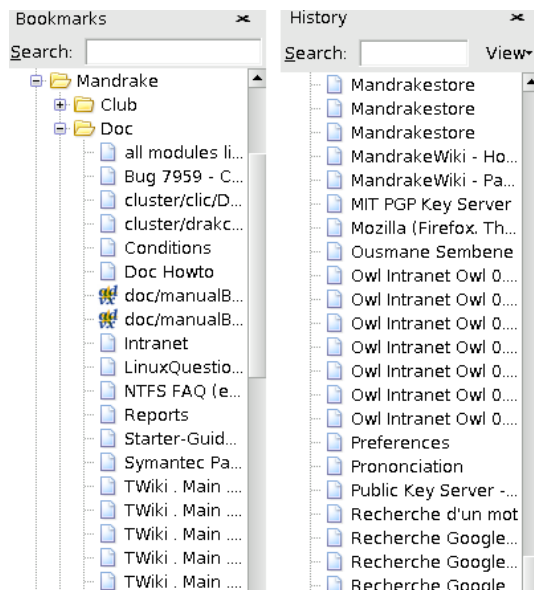 Bookmarks
Search:
Mandrake
Club
Doc
all modules li...
Bug 7959 - C...
cluster/clic/D...
cluster/drakc...
Conditions
Doc Howto
doc/manualB...
doc/manualB...
Intranet
LinuxQuestio...
NTFS FAQ (e...
Reports
Starter-Guid...
Symantec Pa...
TWiki . Main ....
TWiki . Main ....
TWiki . Main ....
TWiki . Main ....
TWiki . Main ....
History
Search:
View
Mandrakestore
Mandrakestore
Mandrakestore
MandrakeWiki - Ho...
MandrakeWiki - Pa...
MIT PGP Key Server
Mozilla (Firefox. Th...
Ousmane Sembene
Owl Intranet Owl 0....
Owl Intranet Owl 0....
Owl Intranet Owl 0....
Owl Intranet Owl 0....
Owl Intranet Owl 0....
Owl Intranet Owl 0....
Owl Intranet Owl 0....
Preferences
Prononciation
Public Key Server -...
Recherche d'un mot
Recherche Google...
Recherche Google...
Recherche Google